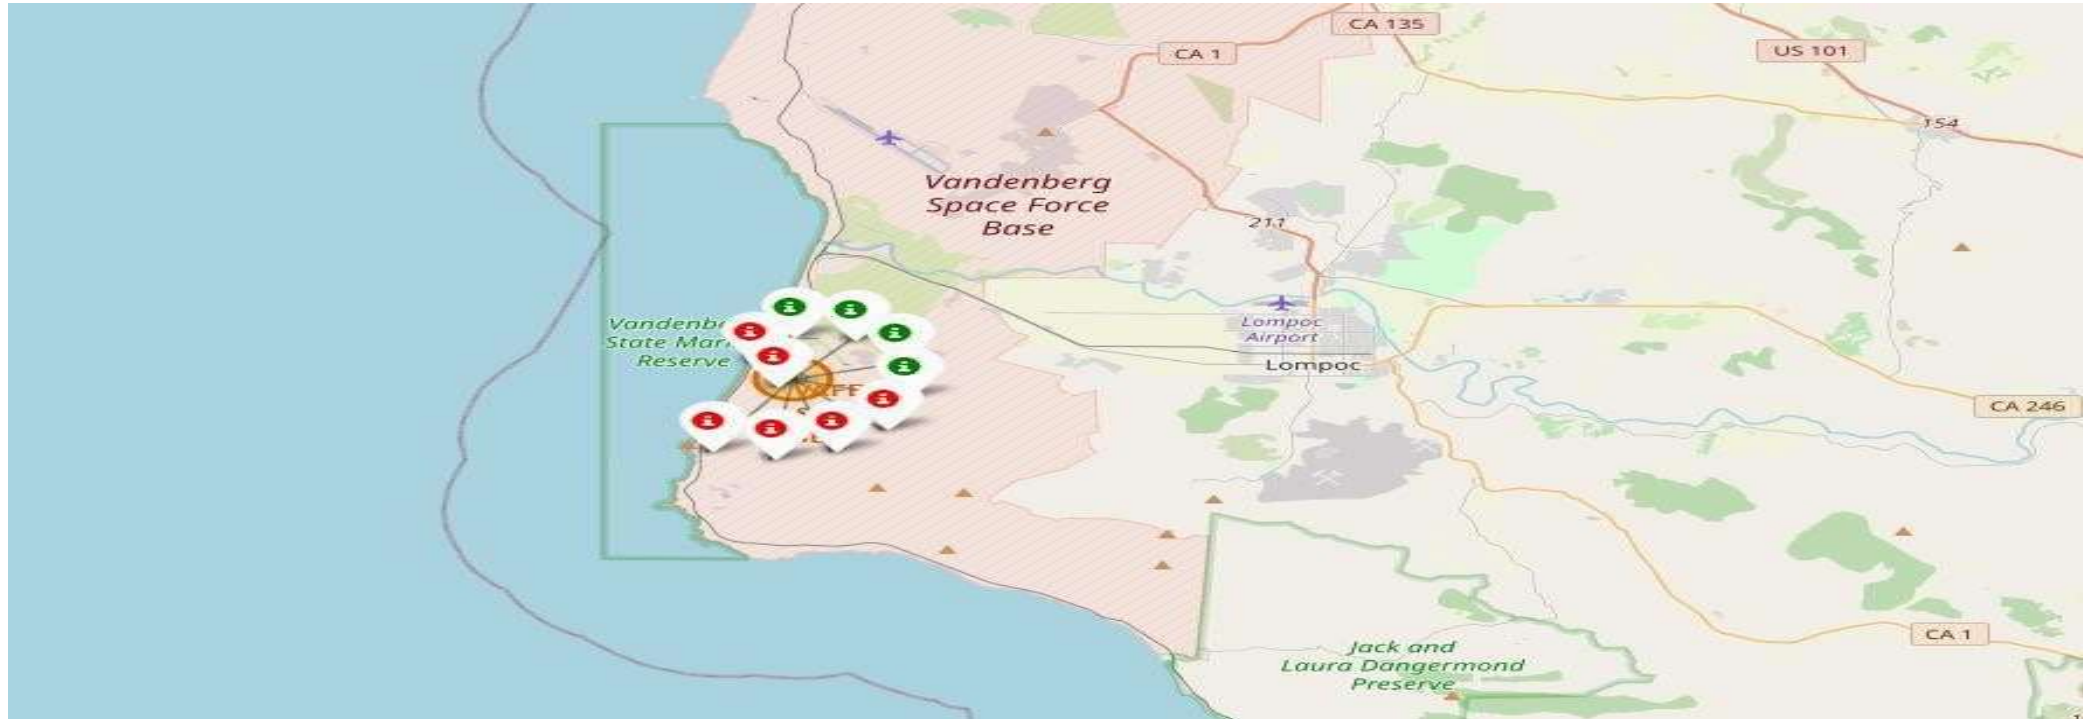 CA 135
CA 1
US 101
154
Vandenberg
Space Force
Base
211
Lompoc
Airport
Lompoc
State
Reserve
CA 246
CA 1
Jack and
Laura Dangermond
Preserve